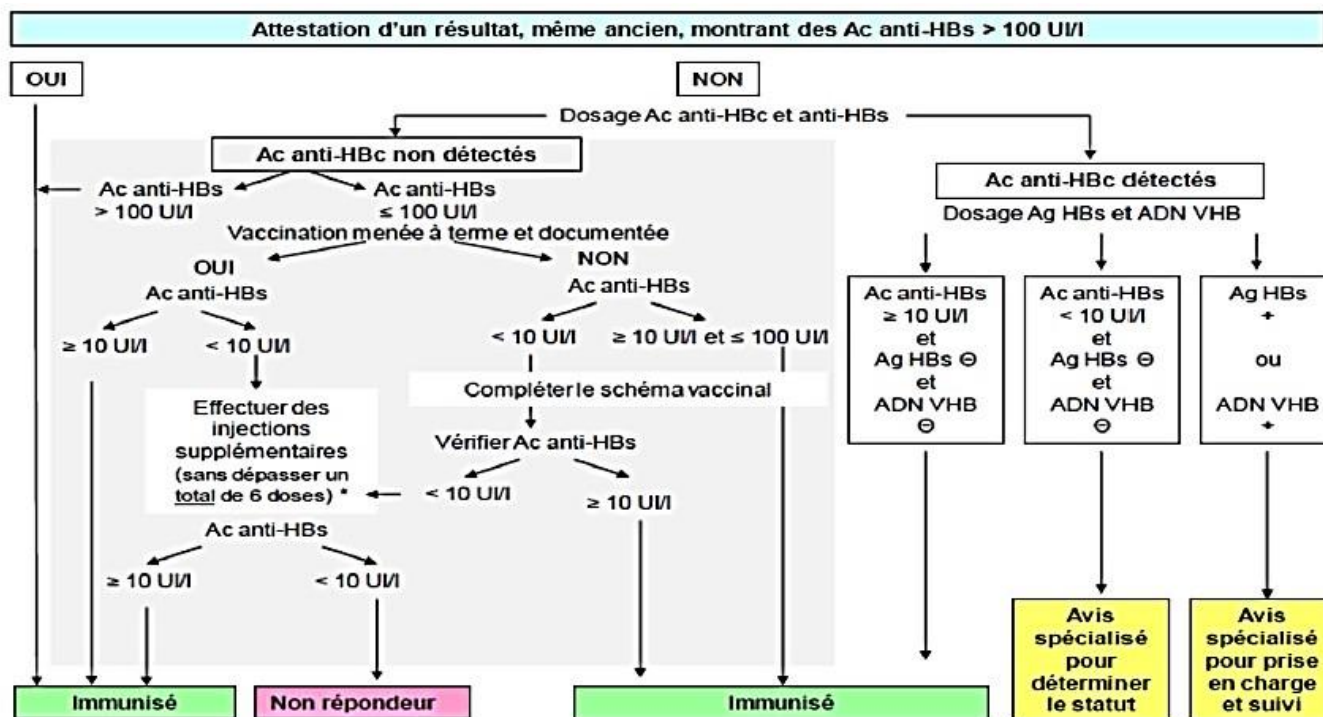 Attestation d'un résultat, même ancien, montrant des Ac anti-HBs > 100 UI/l
OUI
NON
Dosage Ac anti-HBc et anti-HBs
Ac anti-HBc non détectés
Ac anti-HBs
> 100 UI/l
Ac anti-HBs
≤ 100 UI/l
Vaccination menée à terme et documentée
OUI
Ac anti-HBs
≥ 10 UI/l
< 10 UI/l
Effectuer des
injections
supplémentaires
(sans dépasser un
total de 6 doses) *
Ac anti-HBs
≥ 10 UI/l
< 10 UI/l
NON
Ac anti-HBs
< 10 UI/l
≥ 10 UI/l et ≤ 100 UI/l
Compléter le schéma vaccinal
Vérifier Ac anti-HBs
< 10 UI/l
≥ 10 UI/l
Ac anti-HBc détectés
Dosage Ag HBs et ADN VHB
Ac anti-HBs
≥ 10 UI/l
et
Ag HBs ⊖
et
ADN VHB
⊖
Ac anti-HBs
< 10 UI/l
et
Ag HBs ⊖
et
ADN VHB
⊖
Ag HBs
+
ou
ADN VHB
+
Immunisé
Non répondeur
Immunisé
Avis
spécialisé
pour
déterminer
le statut
Avis
spécialisé
pour prise
en charge
et suivi